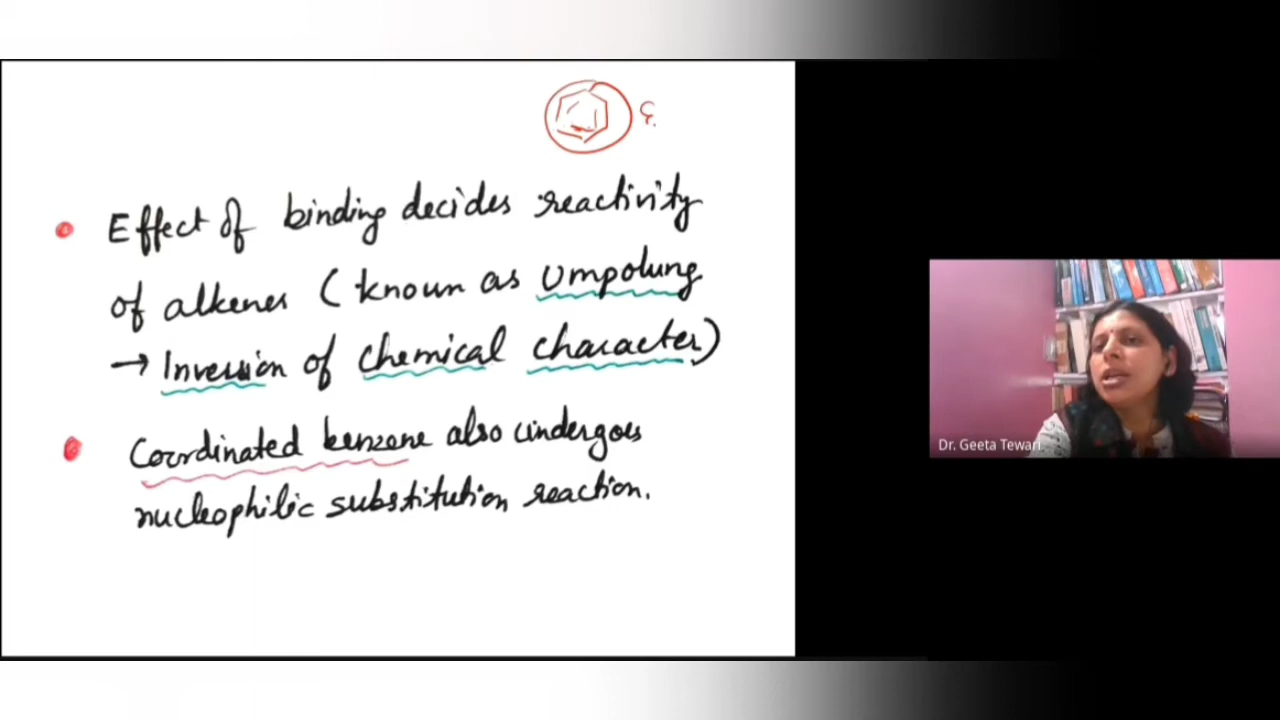 Effect of binding decides reactivity
of alkenes (known as Umpolung
→ Inversion of chemical character)
Coordinated benzene also undergoes
nucleophilic substitution reaction.
Dr. Geeta Tewari